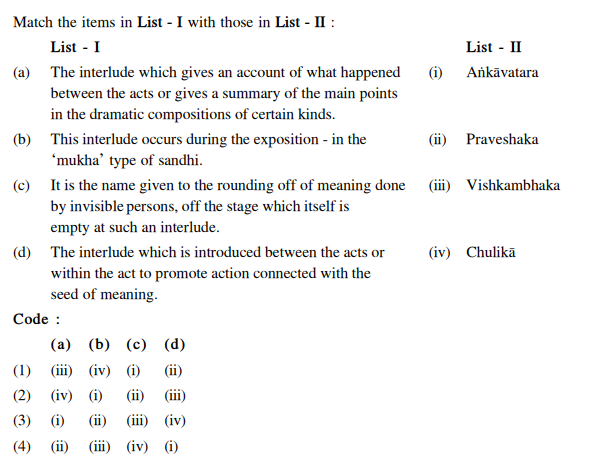 Match the items in List - I with those in List - II :
List - I List - II
(a) The interlude which gives an account of what happened (i) Aṅkāvatara
between the acts or gives a summary of the main points
in the dramatic compositions of certain kinds.
(b) This interlude occurs during the exposition - in the (ii) Praveshaka
‘mukha’ type of sandhi.
(c) It is the name given to the rounding off of meaning done (iii) Vishkambhaka
by invisible persons, off the stage which itself is
empty at such an interlude.
(d) The interlude which is introduced between the acts or (iv) Chulikā
within the act to promote action connected with the
seed of meaning.
Code :
(a) (b) (c) (d)
(1) (iii) (iv) (i) (ii)
(2) (iv) (i) (ii) (iii)
(3) (i) (ii) (iii) (iv)
(4) (ii) (iii) (iv) (i)